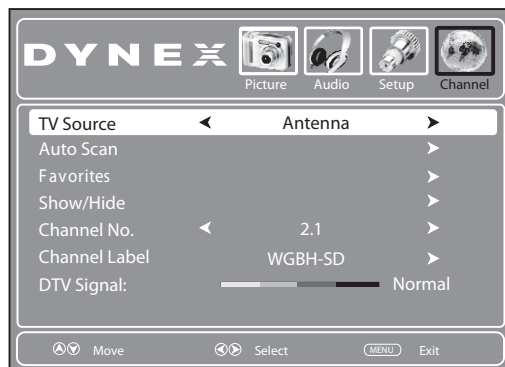 DYNEX
Picture Audio Setup Channel
TV Source Antenna
Auto Scan
Favorites
Show/Hide
Channel No. 2.1
Channel Label WGBH-SD
DTV Signal: Normal
Move Select MENU Exit